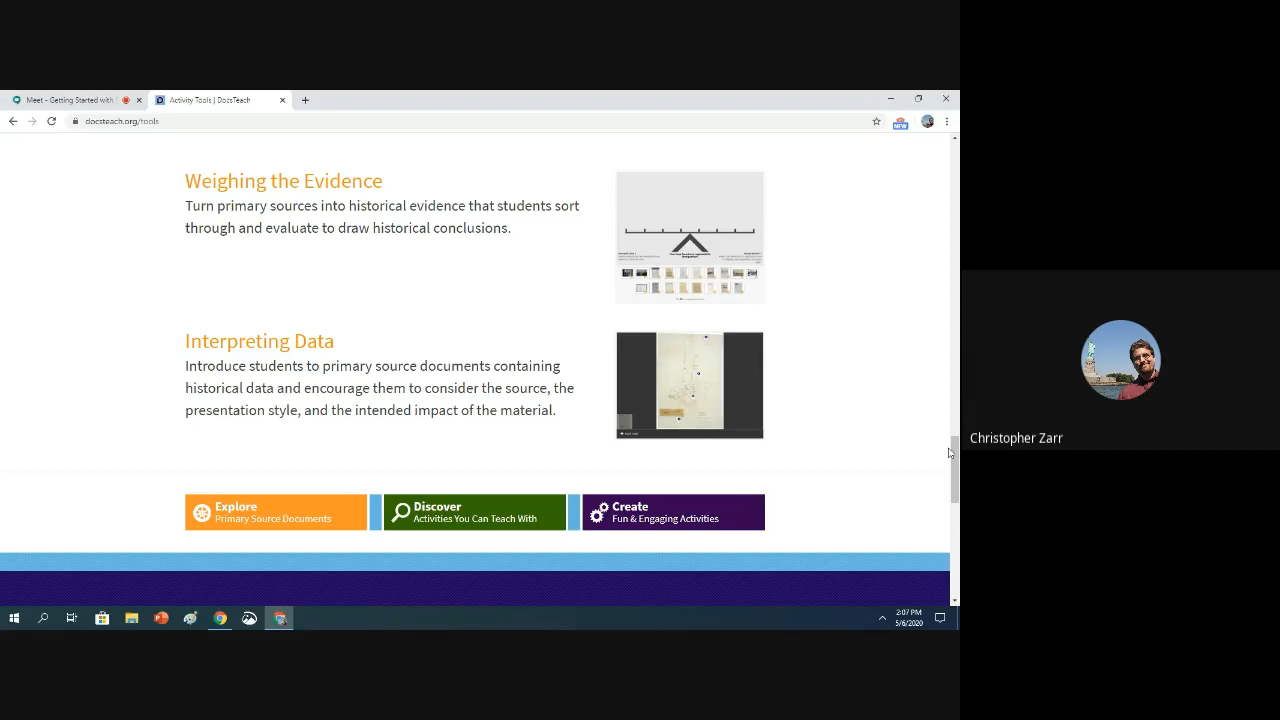 Meet - Getting Started with
Activity Tools | DocsTeach
docsteach.org/tools
NEW
Weighing the Evidence
Turn primary sources into historical evidence that students sort
through and evaluate to draw historical conclusions.
Interpreting Data
Introduce students to primary source documents containing
historical data and encourage them to consider the source, the
presentation style, and the intended impact of the material.
Explore
Primary Source Documents
Discover
Activities You Can Teach With
Create
Fun & Engaging Activities
Christopher Zarr
2:07 PM
5/6/2020